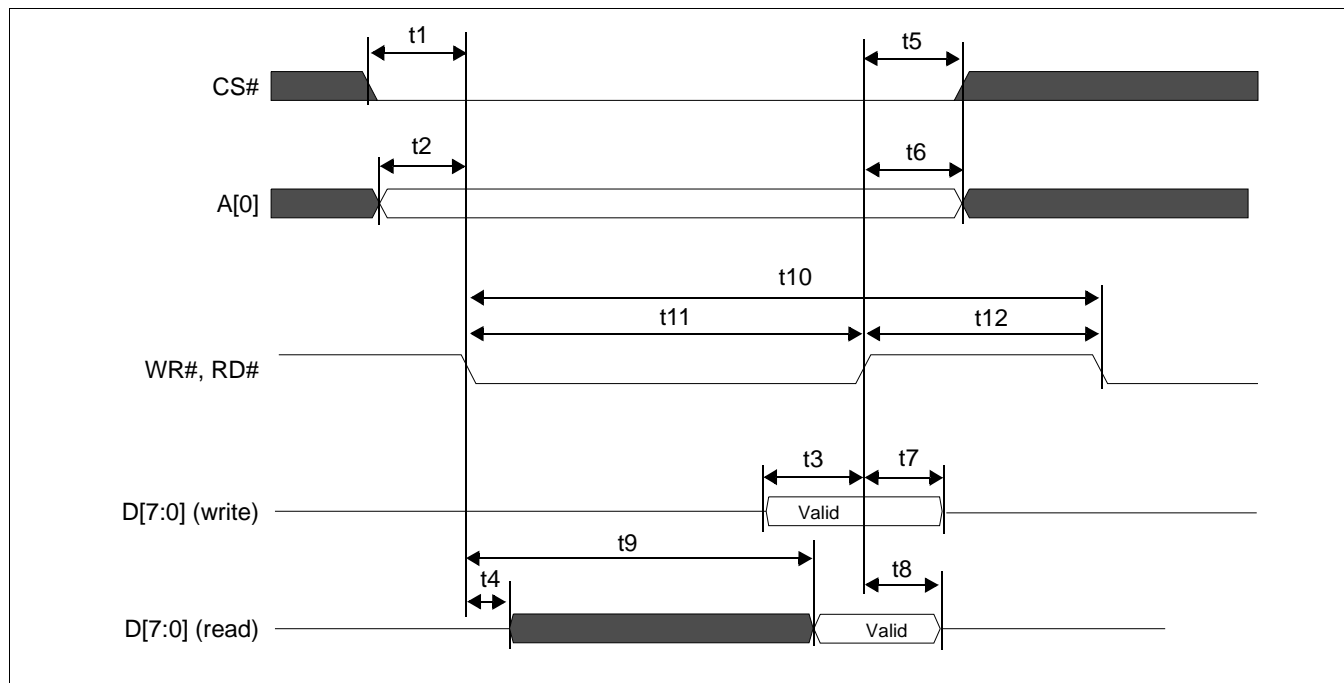 t1
t5
CS#
t2
t6
A[0]
t10
t11
t12
WR#, RD#
t3
t7
D[7:0] (write)
Valid
t9
t8
t4
D[7:0] (read)
Valid